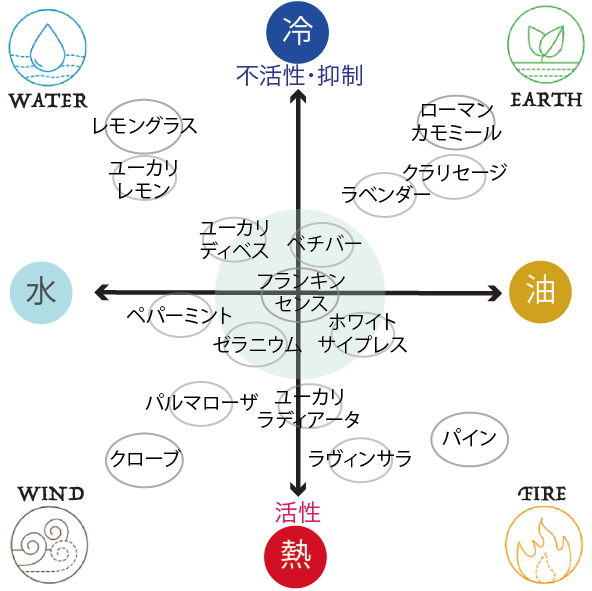 冷
不活性・抑制
WATER
EARTH
レモングラス
ローマン
カモミール
ユーカリ
レモン
クラリセージ
ラベンダー
ユーカリ
ディベス
ベチバー
水
フランキン
センス
油
ペパーミント
ホワイト
サイプレス
ゼラニウム
パルマローザ
ユーカリ
ラディアータ
パイン
クローブ
ラヴィンサラ
WIND
FIRE
活性
熱